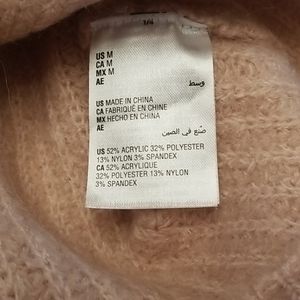 1/4
US M
CA M
MX M
AE وسط
US MADE IN CHINA
CA FABRIQUÉ EN CHINE
MX HECHO EN CHINA
AE صنع في الصين
US 52% ACRYLIC 32% POLYESTER
13% NYLON 3% SPANDEX
CA 52% ACRYLIQUE
32% POLYESTER 13% NYLON
3% SPANDEX